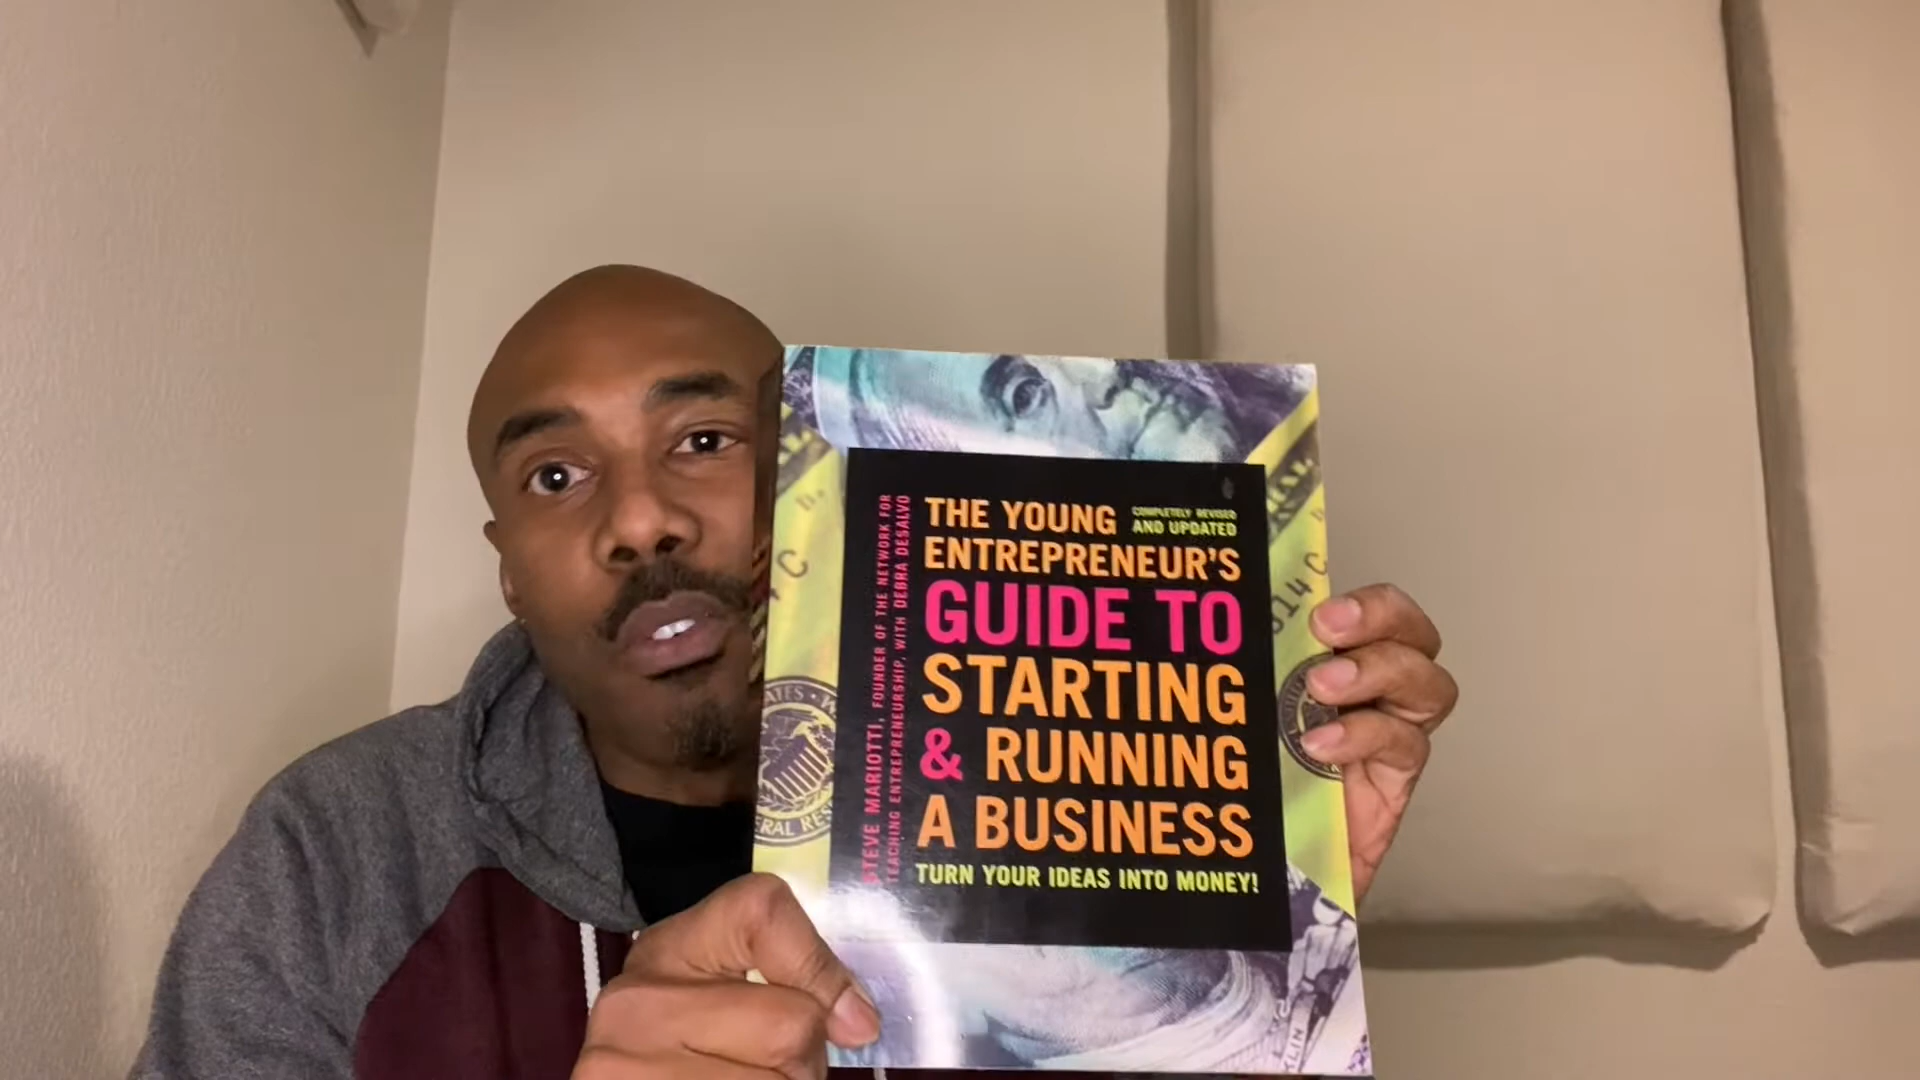 THE YOUNG
COMPLETELY REVISED
AND UPDATED
ENTREPRENEUR'S
GUIDE TO
STARTING
& RUNNING
A BUSINESS
TURN YOUR IDEAS INTO MONEY!
STEVE MARIOTTI, FOUNDER OF THE NETWORK FOR
TEACHING ENTREPRENEURSHIP, WITH DEBRA DESALVO